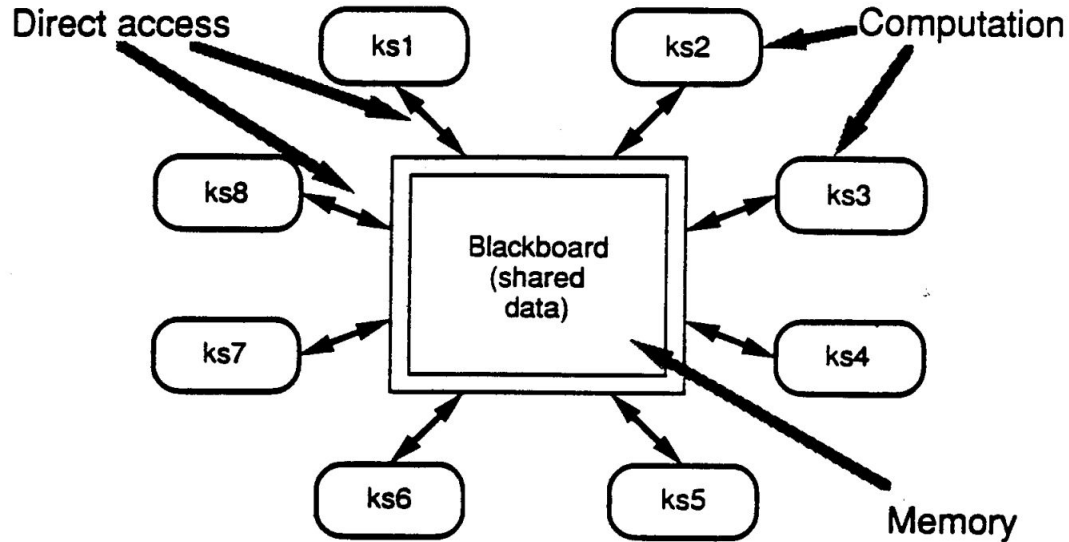 Direct access
ks1
ks2
Computation
ks8
ks3
Blackboard
(shared
data)
ks7
ks4
ks6
ks5
Memory